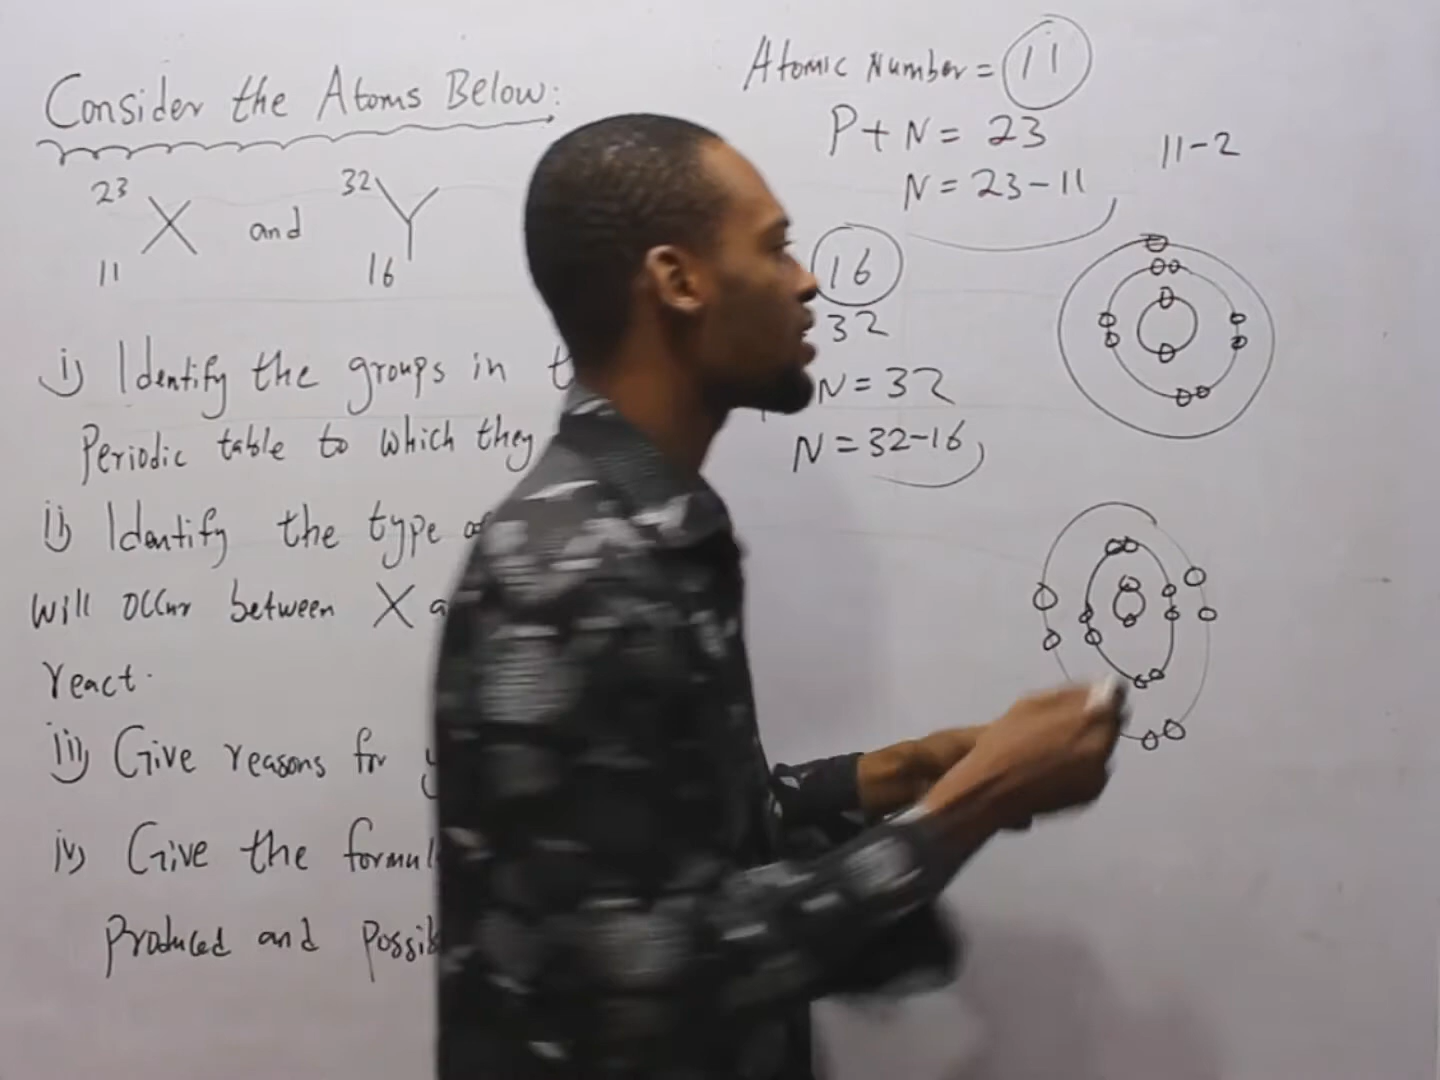 Consider the Atoms Below:
23 X 11 and 32 Y 16
i) Identify the groups in
Periodic table to which they
ii) Identify the type
will occur between X
react.
iii) Give reasons for
iv) Give the
Produced and
Atomic Number = 11
P + N = 23
N = 23 - 11
11 - 2
16
32
N = 32
N = 32 - 16